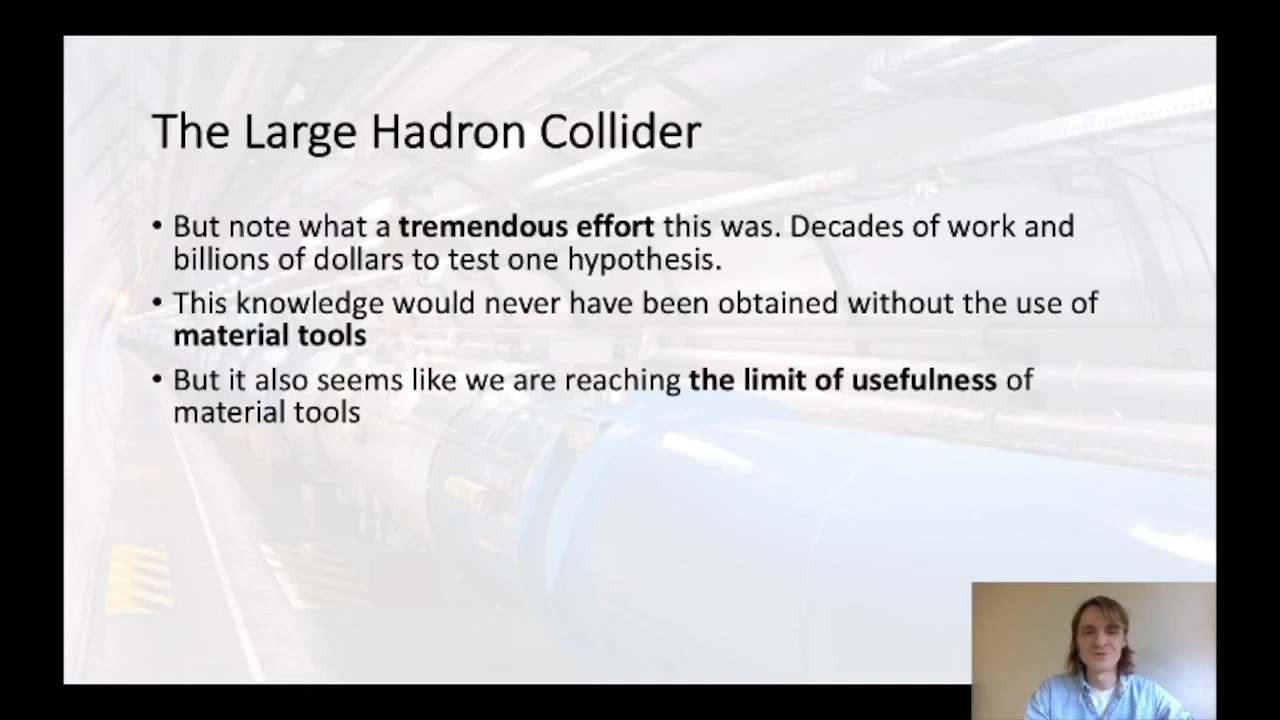 The Large Hadron Collider
• But note what a tremendous effort this was. Decades of work and
billions of dollars to test one hypothesis.
• This knowledge would never have been obtained without the use of
material tools
• But it also seems like we are reaching the limit of usefulness of
material tools